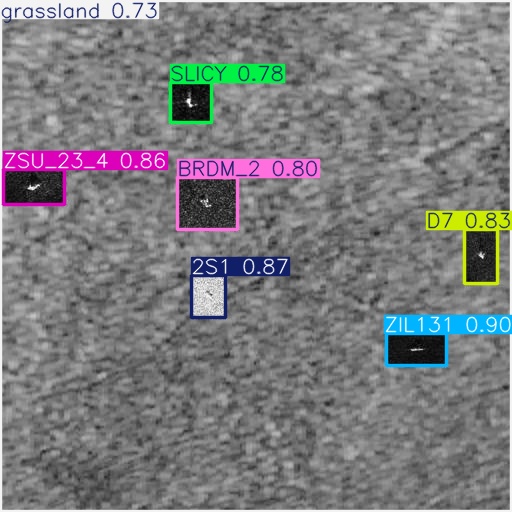 grassland 0.73
SLICY 0.78
ZSU_23_4 0.86
BRDM_2 0.80
D7 0.83
2S1 0.87
ZIL131 0.90